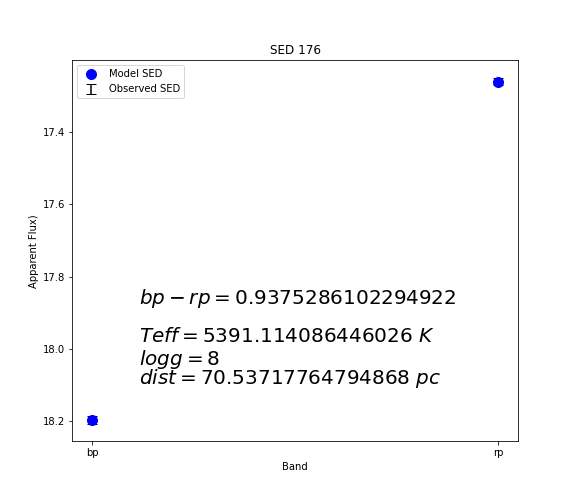 SED 176
Model SED
Observed SED
17.4
17.6
17.8
18.0
18.2
Apparent Flux)
bp − rp = 0.9375286102294922
Teff = 5391.114086446026 K
logg = 8
dist = 70.53717764794868 pc
bp
rp
Band